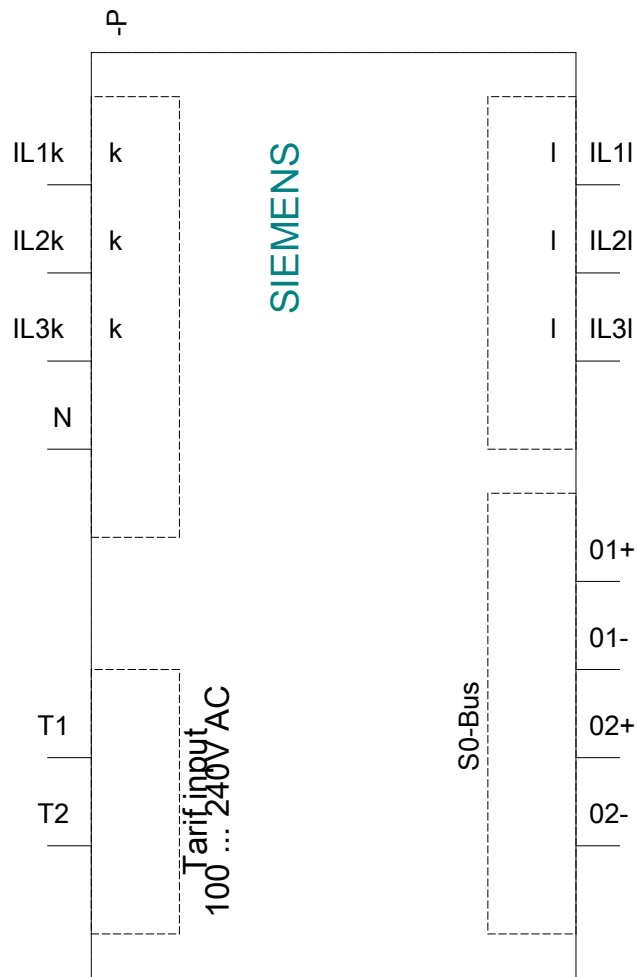 -P
IL1k k
l IL1l
SIEMENS
IL2k k
l IL2l
IL3k k
l IL3l
N
01+
01-
T1
02+
T2
02-
Tarif input
100 ... 240V AC
S0-Bus